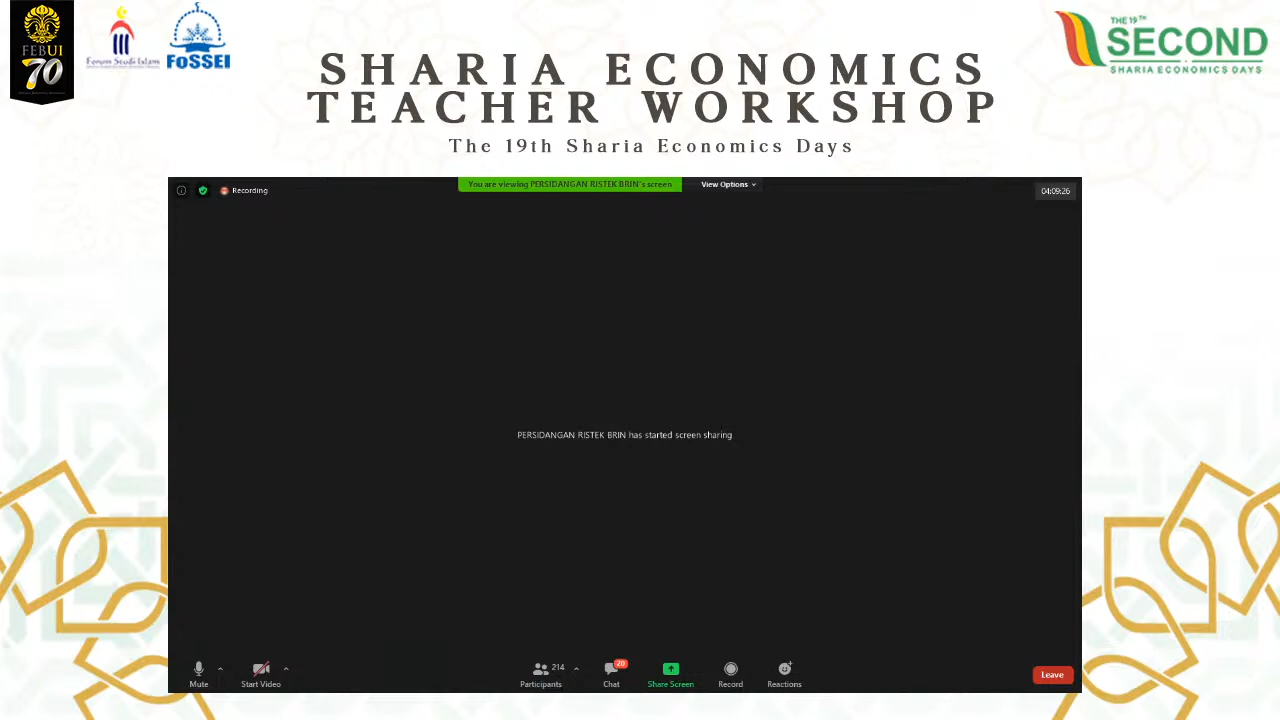 FEBUI
70
Forum Studi Islam
FoSSEI
THE 19TH
SECOND
SHARIA ECONOMICS DAYS
SHARIA ECONOMICS
TEACHER WORKSHOP
The 19th Sharia Economics Days
Recording
You are viewing PERSIDANGAN RISTEK BRIN's screen
View Options
04:09:26
PERSIDANGAN RISTEK BRIN has started screen sharing
214
20
Mute
Start Video
Participants
Chat
Share Screen
Record
Reactions
Leave